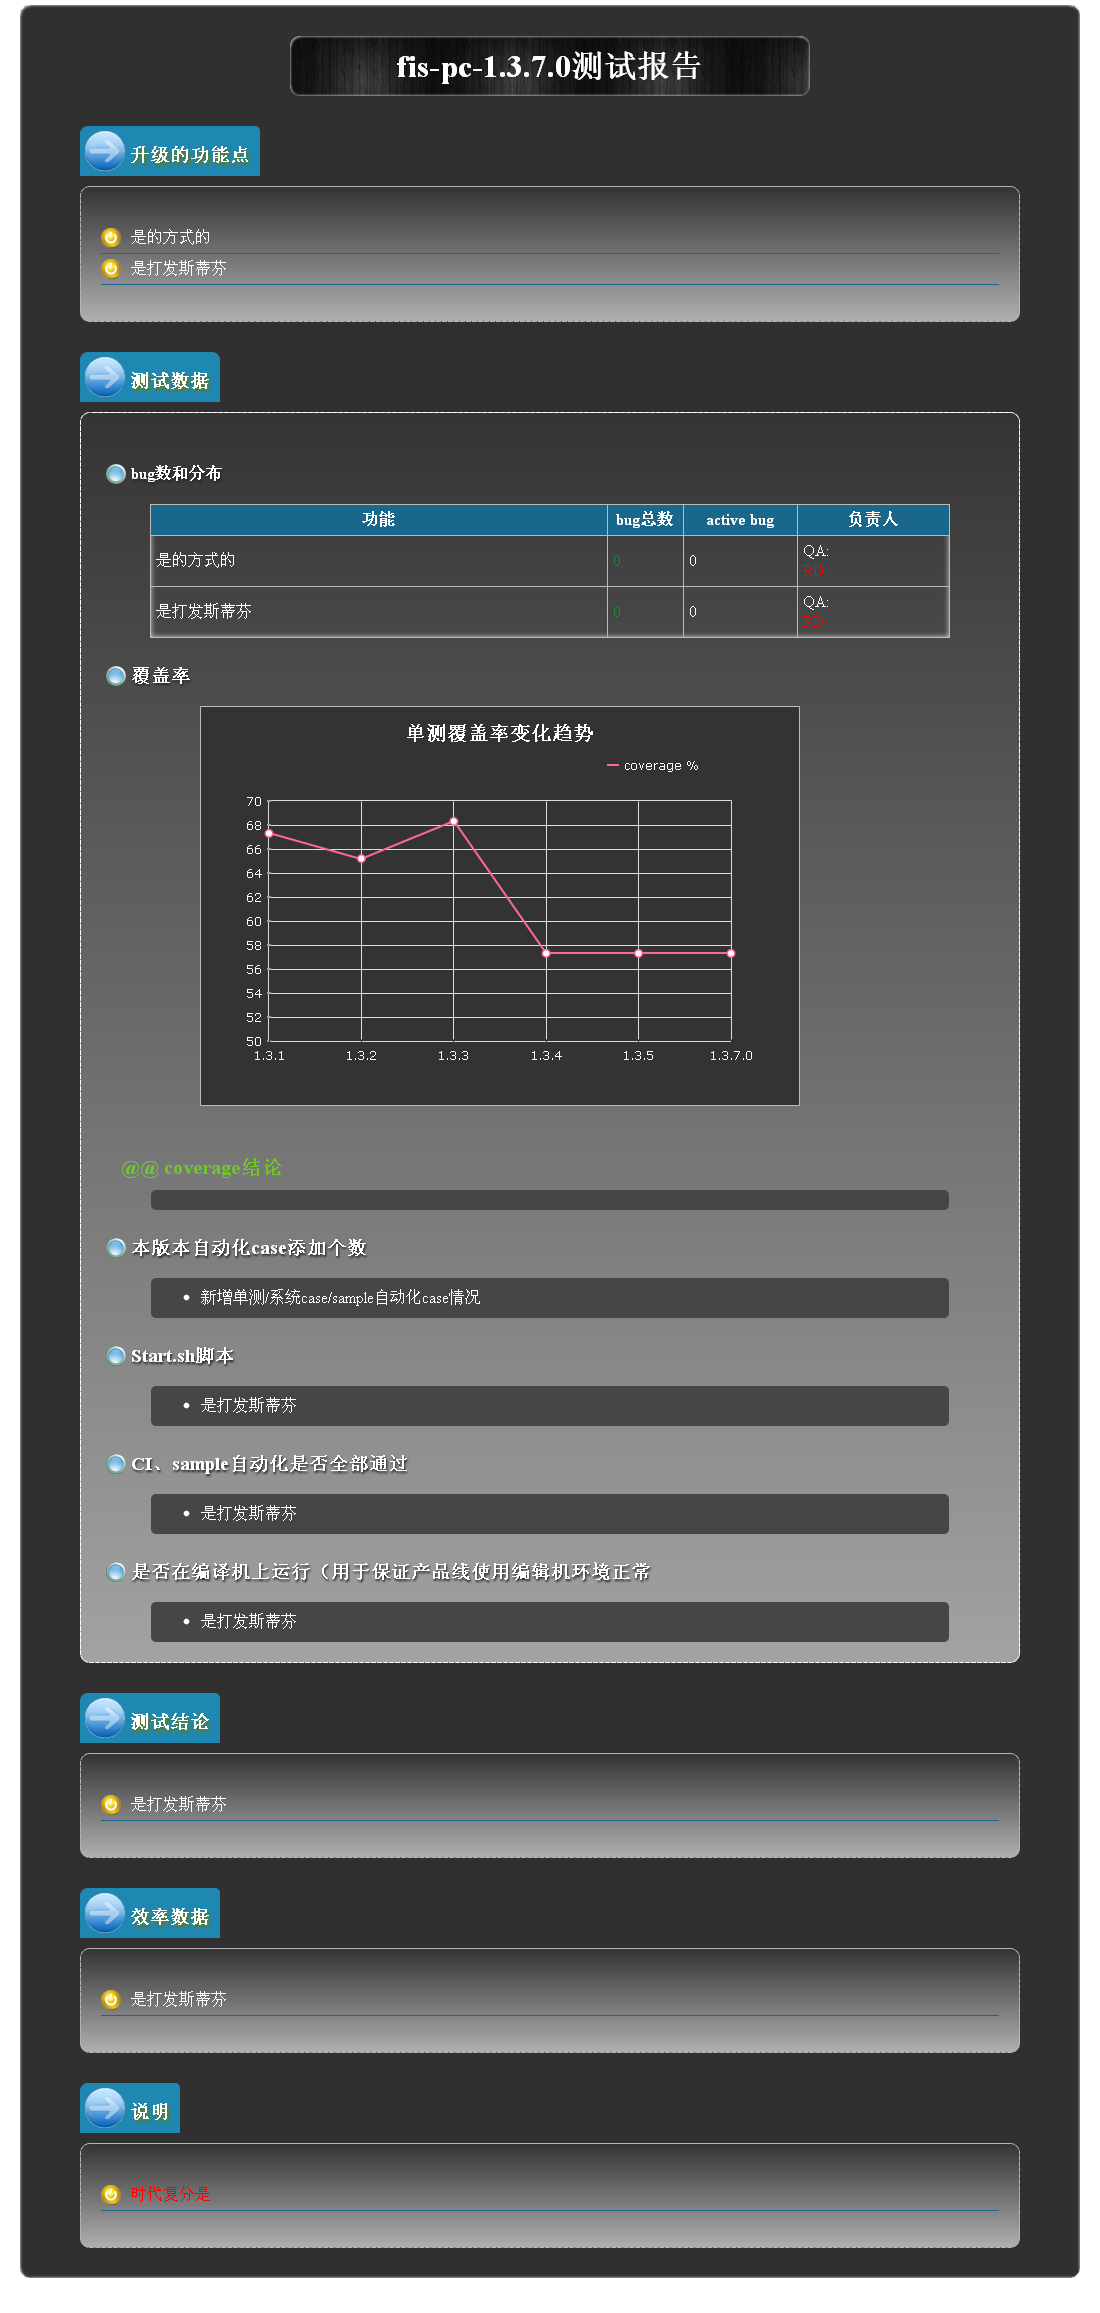 fis-pc-1.3.7.0测试报告
升级的功能点
是的方式的
是打发斯蒂芬
测试数据
bug数和分布
功能 bug总数 active bug 负责人
是的方式的 0 0 QA:
RD:
是打发斯蒂芬 0 0 QA:
RD:
覆盖率
单测覆盖率变化趋势
coverage %
70
68
66
64
62
60
58
56
54
52
50
1.3.1 1.3.2 1.3.3 1.3.4 1.3.5 1.3.7.0
@@ coverage结论
本版本自动化case添加个数
新增单测/系统case/sample自动化case情况
Start.sh脚本
是打发斯蒂芬
CI、sample自动化是否全部通过
是打发斯蒂芬
是否在编译机上运行（用于保证产品线使用编辑机环境正常
是打发斯蒂芬
测试结论
是打发斯蒂芬
效率数据
是打发斯蒂芬
说明
时代复分是